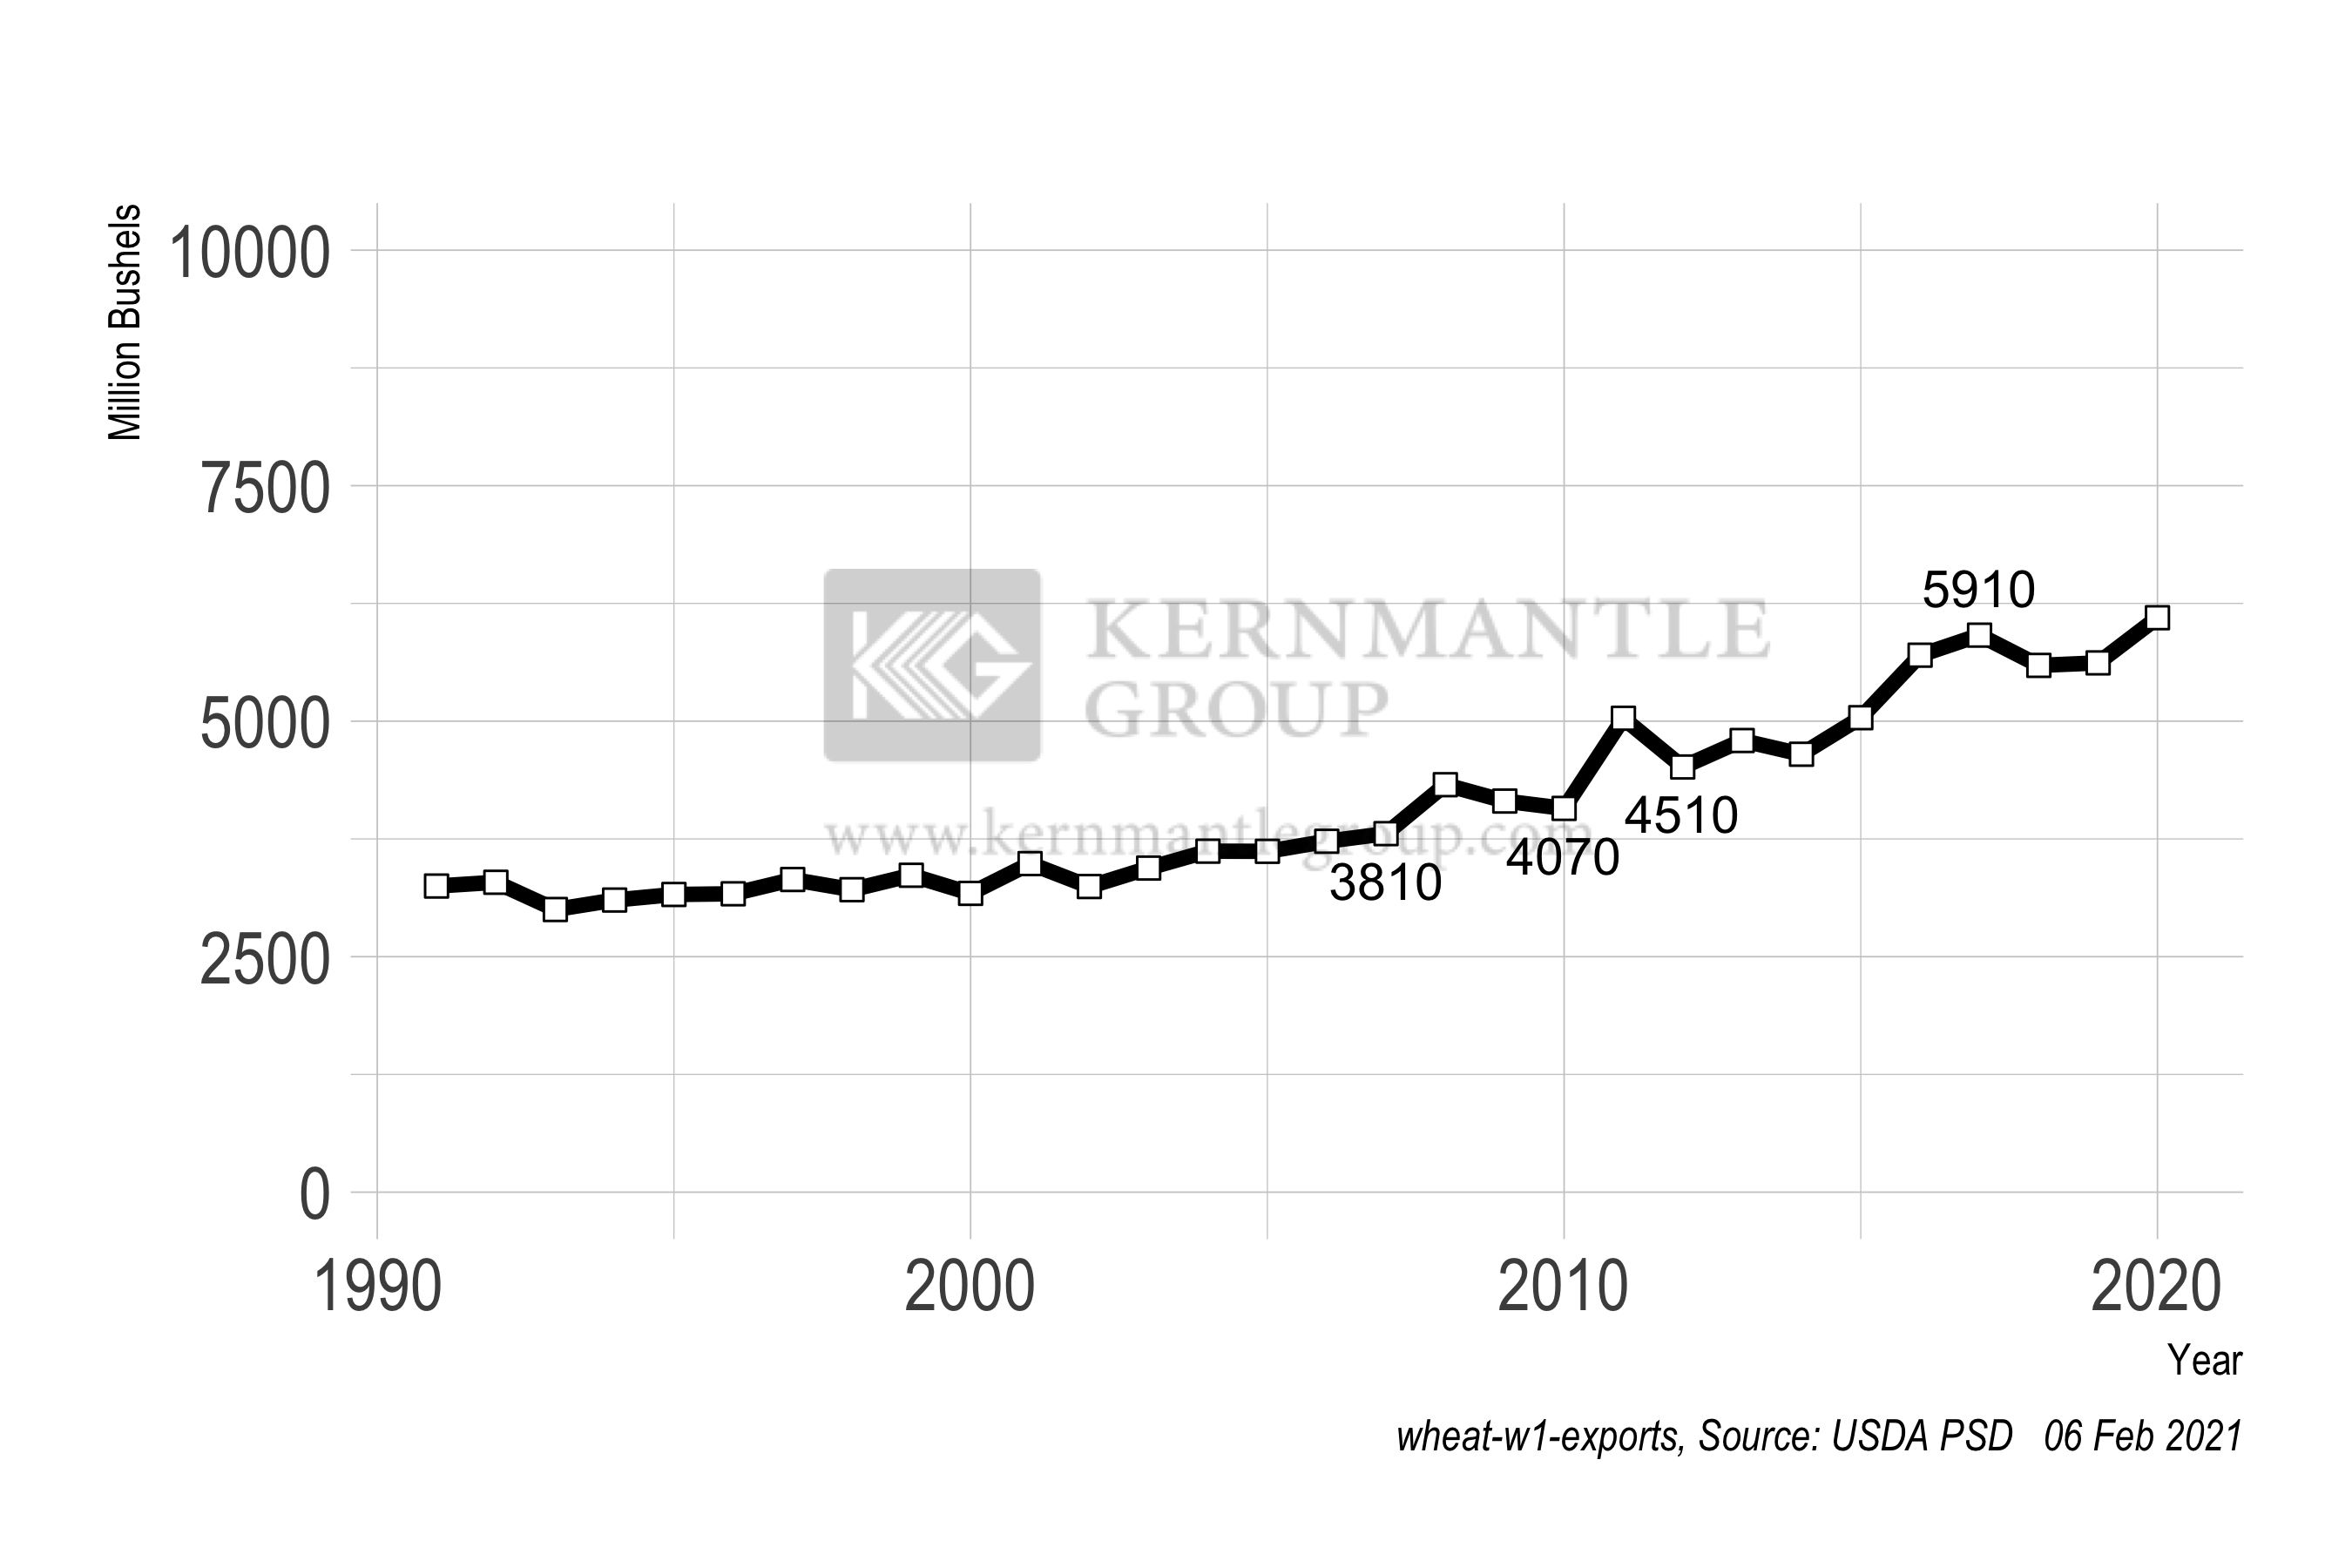 Million Bushels
10000
7500
5000
2500
0
5910
4510
4070
3810
KG KERNMANTLE
GROUP
www.kernmantlegroup.com
1990 2000 2010 2020
Year
wheat-w1-exports, Source: USDA PSD 06 Feb 2021